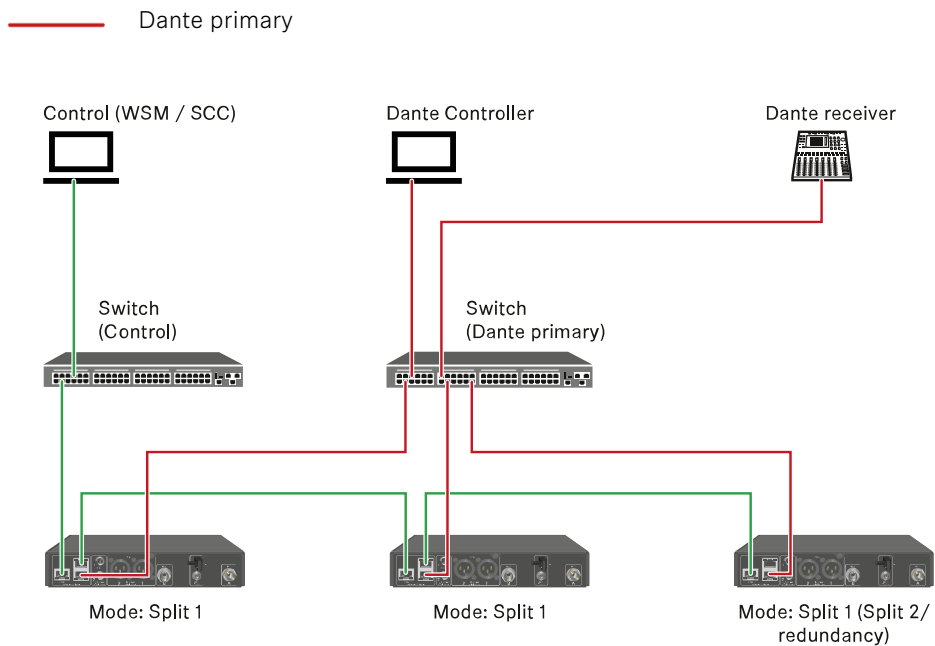 Dante primary
Control (WSM / SCC)
Dante Controller
Dante receiver
Switch
(Control)
Switch
(Dante primary)
Mode: Split 1
Mode: Split 1
Mode: Split 1 (Split 2/
redundancy)